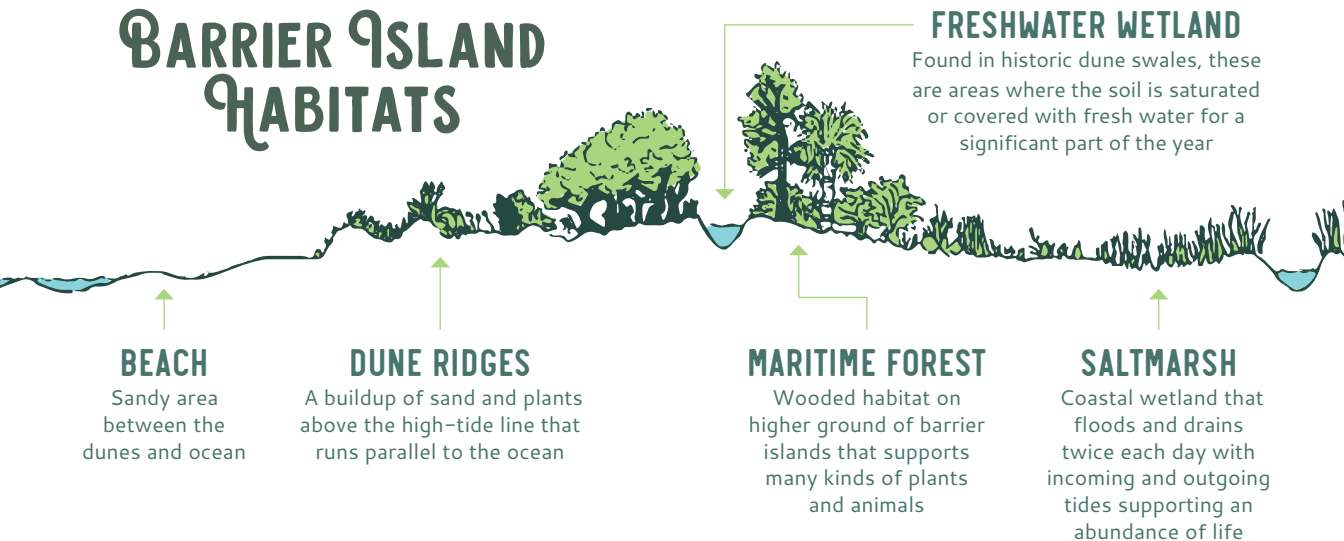 BARRIER ISLAND
HABITATS
FRESHWATER WETLAND
Found in historic dune swales, these
are areas where the soil is saturated
or covered with fresh water for a
significant part of the year
BEACH
Sandy area
between the
dunes and ocean
DUNE RIDGES
A buildup of sand and plants
above the high-tide line that
runs parallel to the ocean
MARITIME FOREST
Wooded habitat on
higher ground of barrier
islands that supports
many kinds of plants
and animals
SALTMARSH
Coastal wetland that
floods and drains
twice each day with
incoming and outgoing
tides supporting an
abundance of life